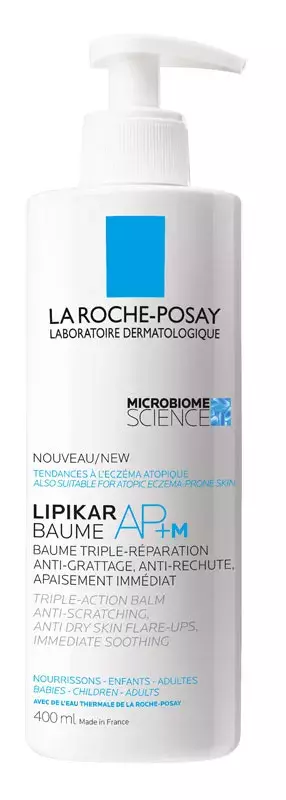 LA ROCHE-POSAY
LABORATOIRE DERMATOLOGIQUE
MICROBIOME
SCIENCE
NOUVEAU/NEW
TENDANCES À L'ECZÉMA ATOPIQUE
ALSO SUITABLE FOR ATOPIC ECZEMA-PRONE SKIN
LIPIKAR
BAUME AP+M
BAUME TRIPLE-RÉPARATION
ANTI-GRATTAGE, ANTI-RECHUTE,
APAISEMENT IMMÉDIAT
TRIPLE-ACTION BALM
ANTI-SCRATCHING,
ANTI DRY SKIN FLARE-UPS,
IMMEDIATE SOOTHING
NOURRISSONS - ENFANTS - ADULTES
BABIES - CHILDREN - ADULTS
AVEC DE L'EAU THERMALE DE LA ROCHE-POSAY
400 ml Made in France